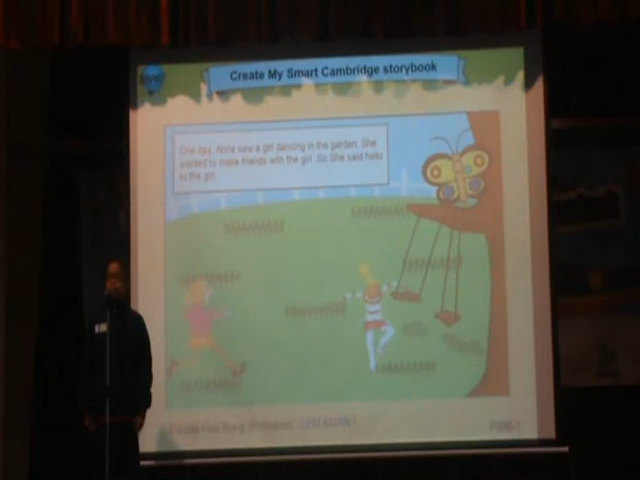 Create My Smart Cambridge storybook
One day, Anna saw a girl dancing in the garden. She
wanted to make friends with the girl. So She said hello
to the girl.
(Primary)